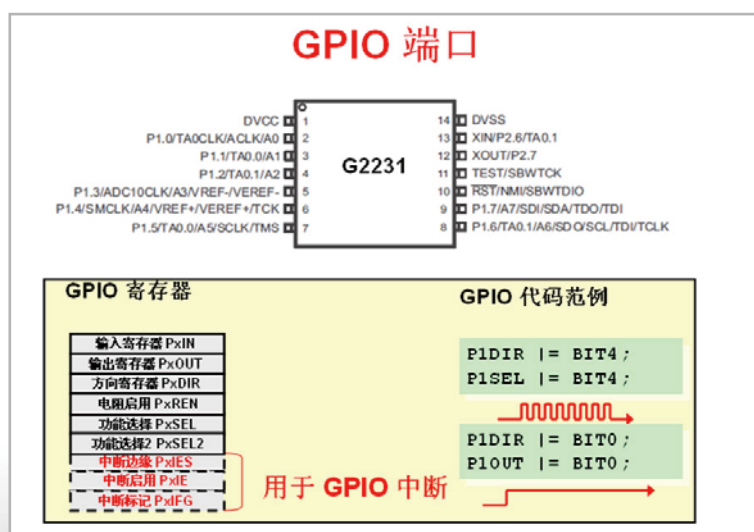 GPIO 端口
DVCC 1
P1.0/TA0CLK/ACLK/A0 2
P1.1/TA0.0/A1 3
P1.2/TA0.1/A2 4
P1.3/ADC10CLK/A3/VREF-/VEREF- 5
P1.4/SMCLK/A4/VREF+/VEREF+/TCK 6
P1.5/TA0.0/A5/SCLK/TMS 7
G2231
14 DVSS
13 XIN/P2.6/TA0.1
12 XOUT/P2.7
11 TEST/SBWTCK
10 RST/NMI/SBWTDIO
9 P1.7/A7/SDI/SDA/TDO/TDI
8 P1.6/TA0.1/A6/SDO/SCL/TDI/TCLK
GPIO 寄存器
输入寄存器 PxIN
输出寄存器 PxOUT
方向寄存器 PxDIR
电阻启用 PxREN
功能选择 PxSEL
功能选择2 PxSEL2
中断边缘 PxIES
中断启用 PxIE
中断标记 PxIFG
用于 GPIO 中断
GPIO 代码范例
P1DIR |= BIT4;
P1SEL |= BIT4;
P1DIR |= BIT0;
P1OUT |= BIT0;